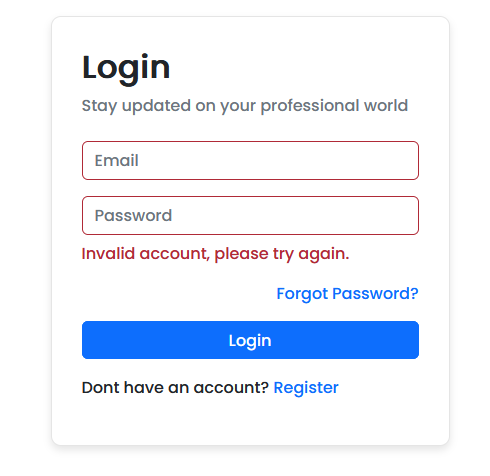 Login
Stay updated on your professional world
Email
Password
Invalid account, please try again.
Forgot Password?
Login
Dont have an account? Register